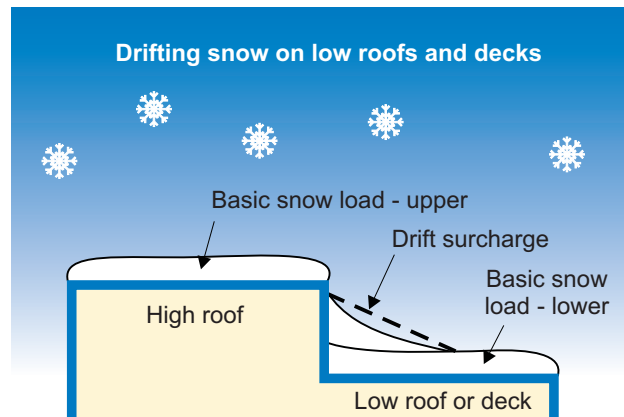 Drifting snow on low roofs and decks
Basic snow load - upper
Drift surcharge
Basic snow
load - lower
High roof
Low roof or deck